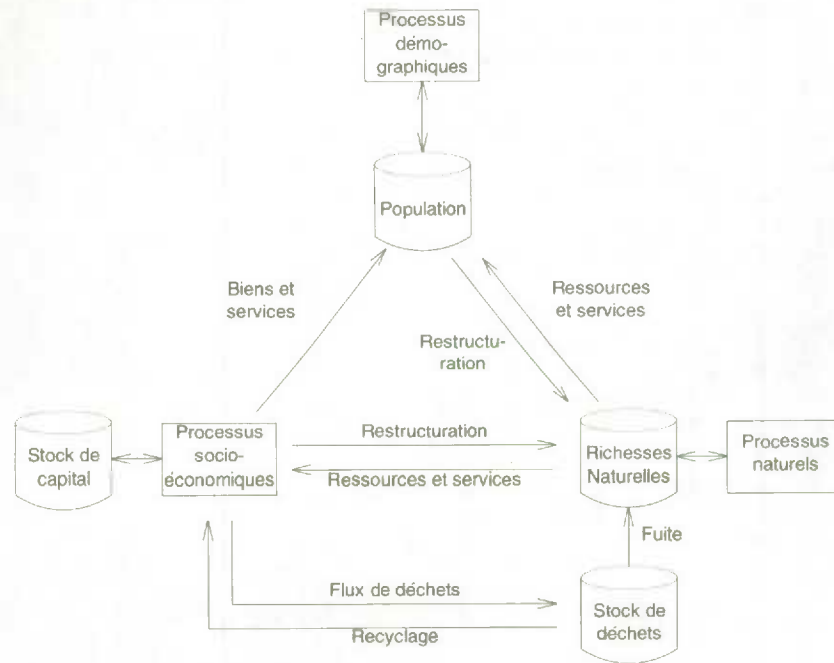 Processus
démo-
graphiques
Population
Biens et
services
Ressources
et services
Restructu-
ration
Stock de
capital
Processus
socio-
économiques
Restructuration
Ressources et services
Richesses
Naturelles
Processus
naturels
Fuite
Flux de déchets
Recyclage
Stock de
déchets